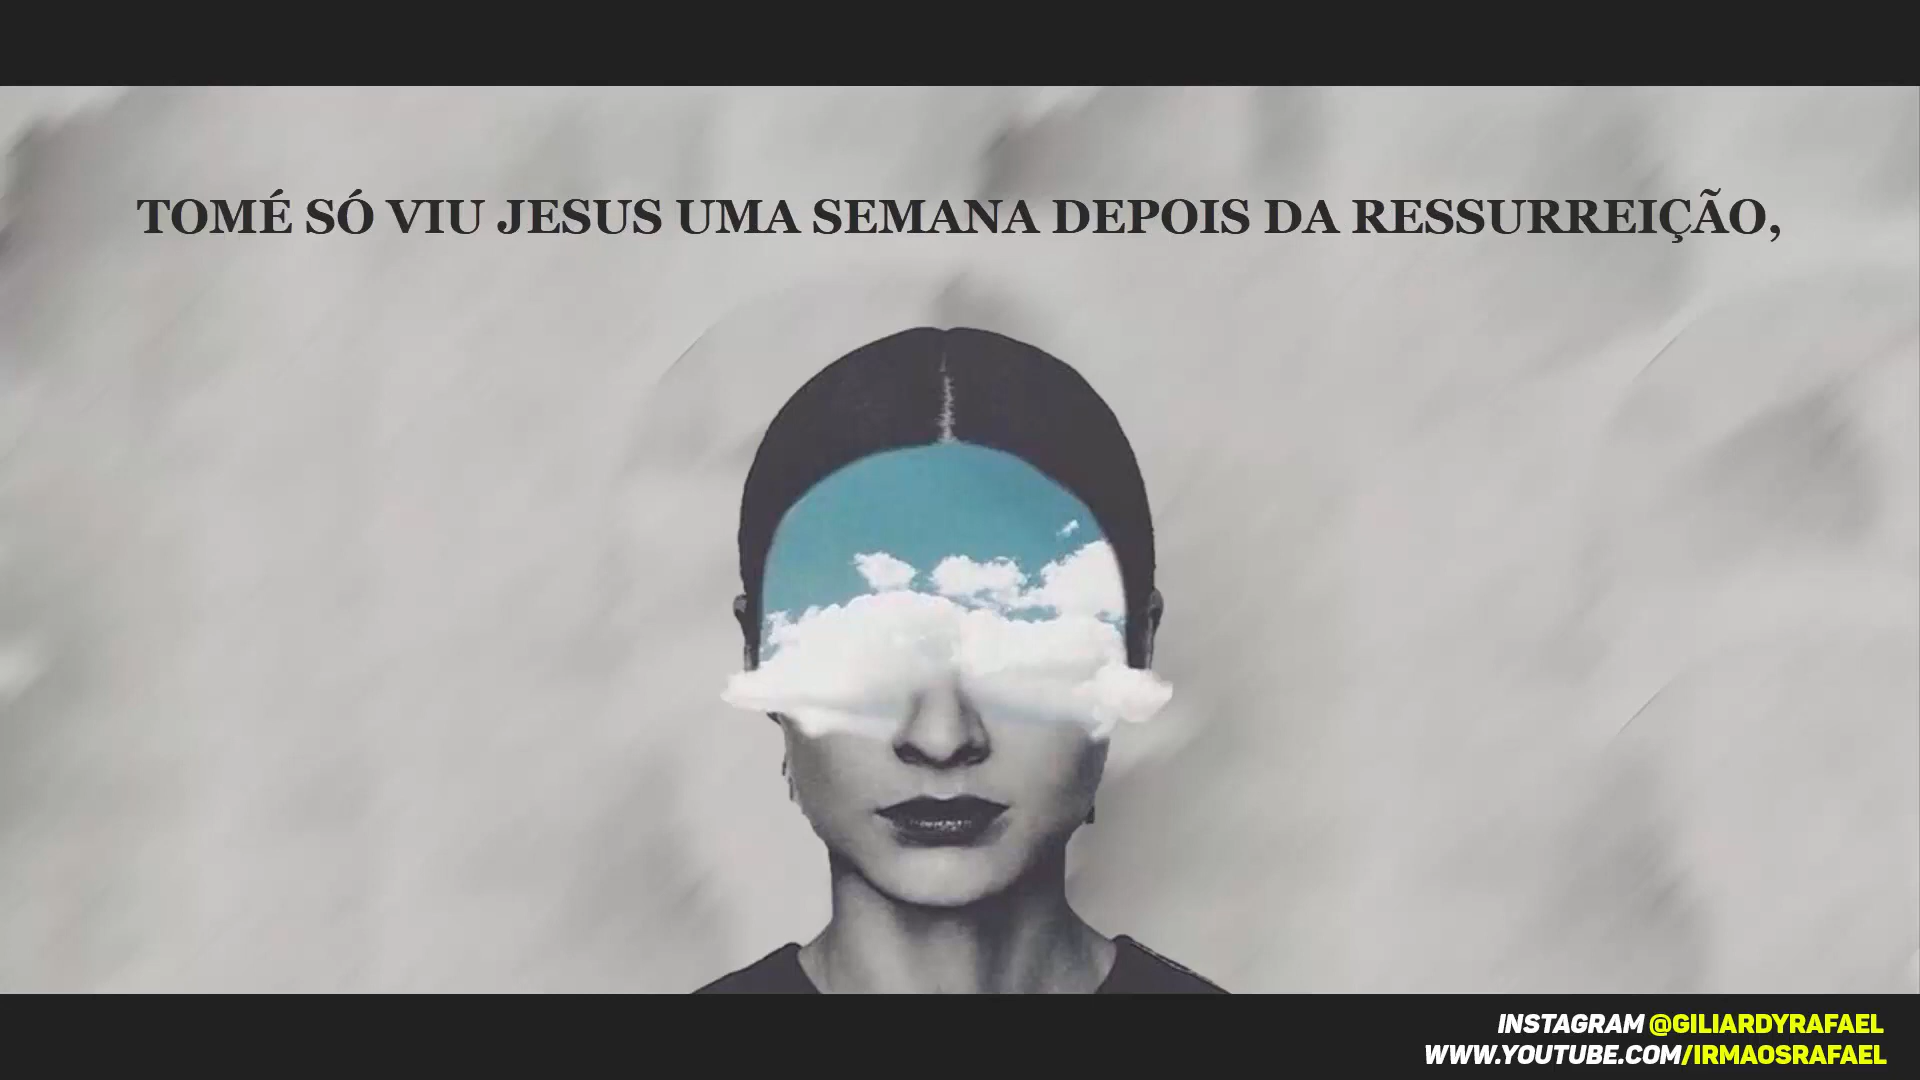 TOMÉ SÓ VIU JESUS UMA SEMANA DEPOIS DA RESSURREIÇÃO,
INSTAGRAM @GILIARDYRAFAEL
WWW.YOUTUBE.COM/IRMAOSRAFAEL